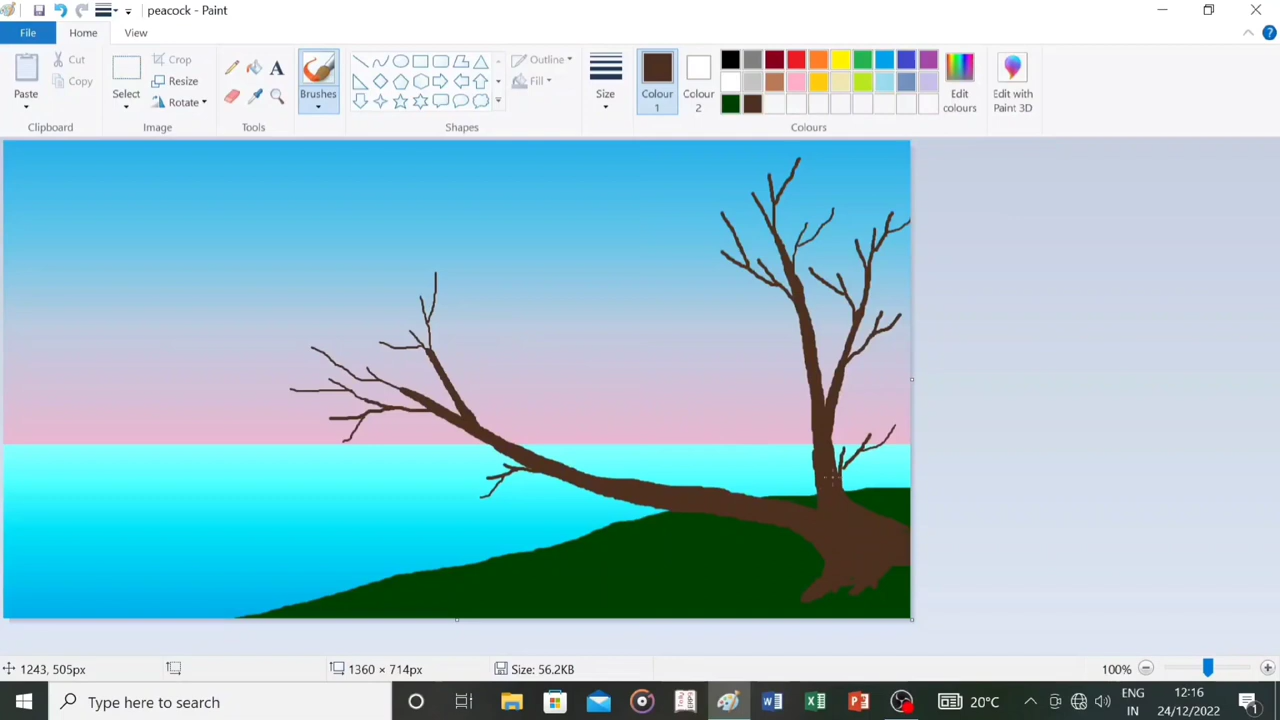 peacock - Paint
File Home View
Cut
Copy
Paste
Clipboard
Select
Crop
Resize
Rotate
Image
A
Tools
Brushes
Outline
Fill
Shapes
Size
Colour 1
Colour 2
Edit colours
Colours
Edit with Paint 3D
1243, 505px
1360 × 714px
Size: 56.2KB
100%
Type here to search
20°C
ENG
IN
12:16
24/12/2022